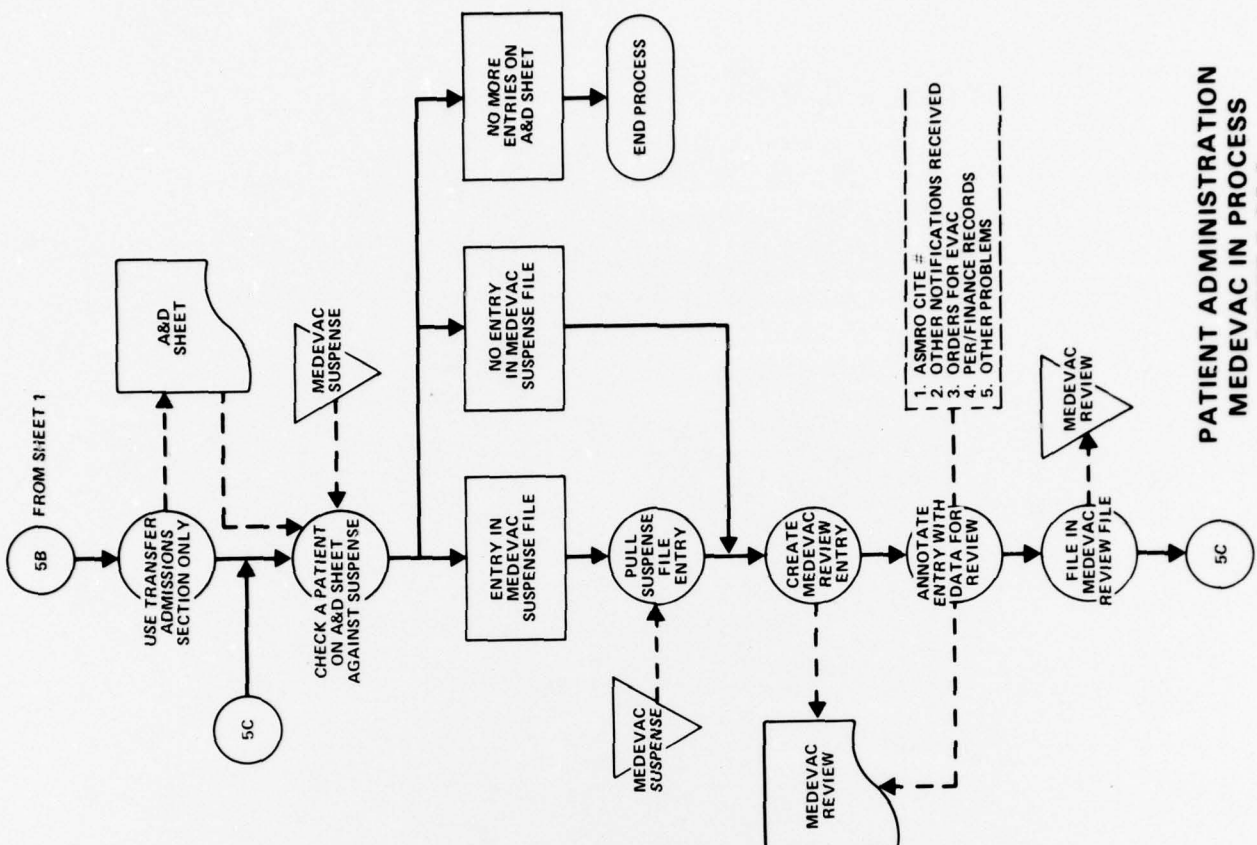 5B
FROM SHEET 1
USE TRANSFER
ADMISSIONS
SECTION ONLY
A&D
SHEET
5C
CHECK A PATIENT
ON A&D SHEET
AGAINST SUSPENSE
MEDEVAC
SUSPENSE
ENTRY IN
MEDEVAC
SUSPENSE FILE
NO ENTRY
IN MEDEVAC
SUSPENSE FILE
NO MORE
ENTRIES ON
A&D SHEET
END PROCESS
MEDEVAC
SUSPENSE
PULL
SUSPENSE
FILE
ENTRY
CREATE
MEDEVAC
REVIEW
ENTRY
MEDEVAC
REVIEW
ANNOTATE
ENTRY WITH
DATA FOR
REVIEW
1. ASMRO CITE #
2. OTHER NOTIFICATIONS RECEIVED
3. ORDERS FOR EVAC
4. PER/FINANCE RECORDS
5. OTHER PROBLEMS
FILE IN
MEDEVAC
REVIEW FILE
MEDEVAC
REVIEW
5C
PATIENT ADMINISTRATION
MEDEVAC IN PROCESS